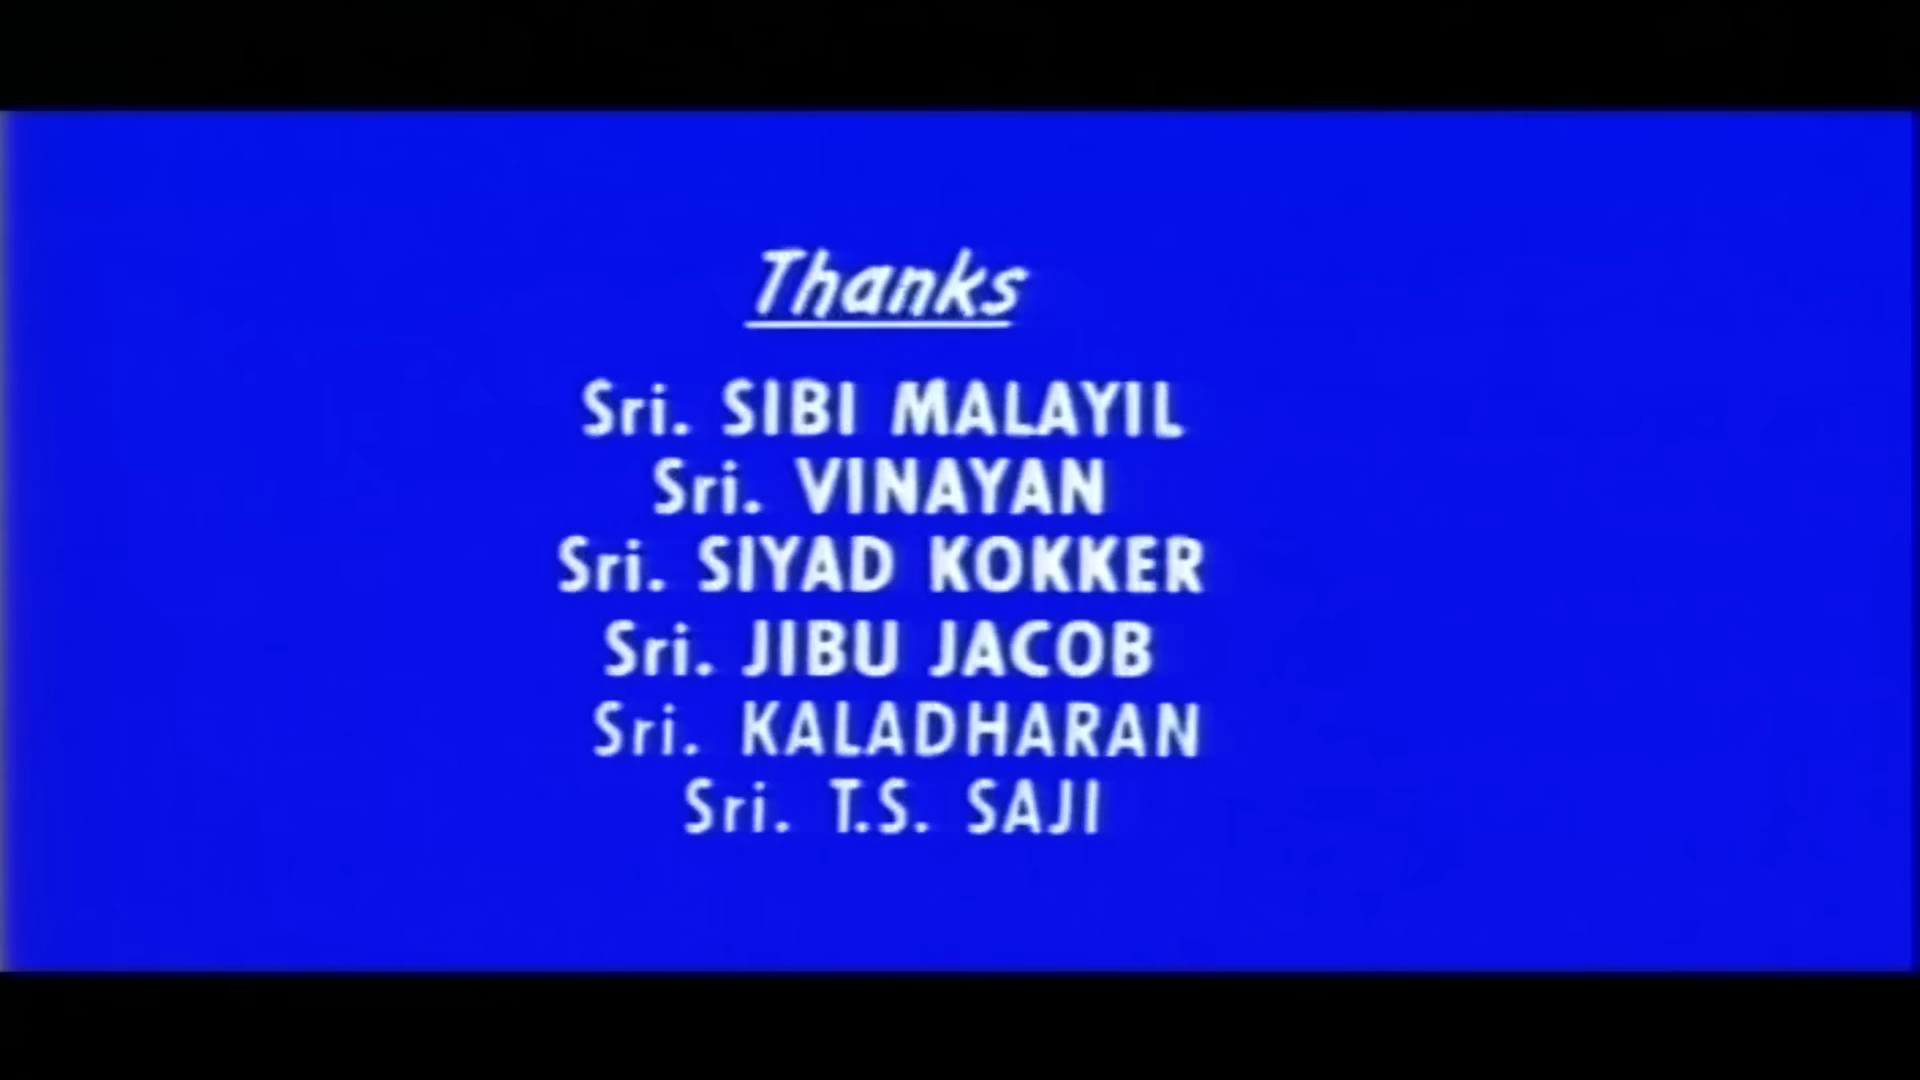 Thanks
Sri. SIBI MALAYIL
Sri. VINAYAN
Sri. SIYAD KOKKER
Sri. JIBU JACOB
Sri. KALADHARAN
Sri. T.S. SAJI